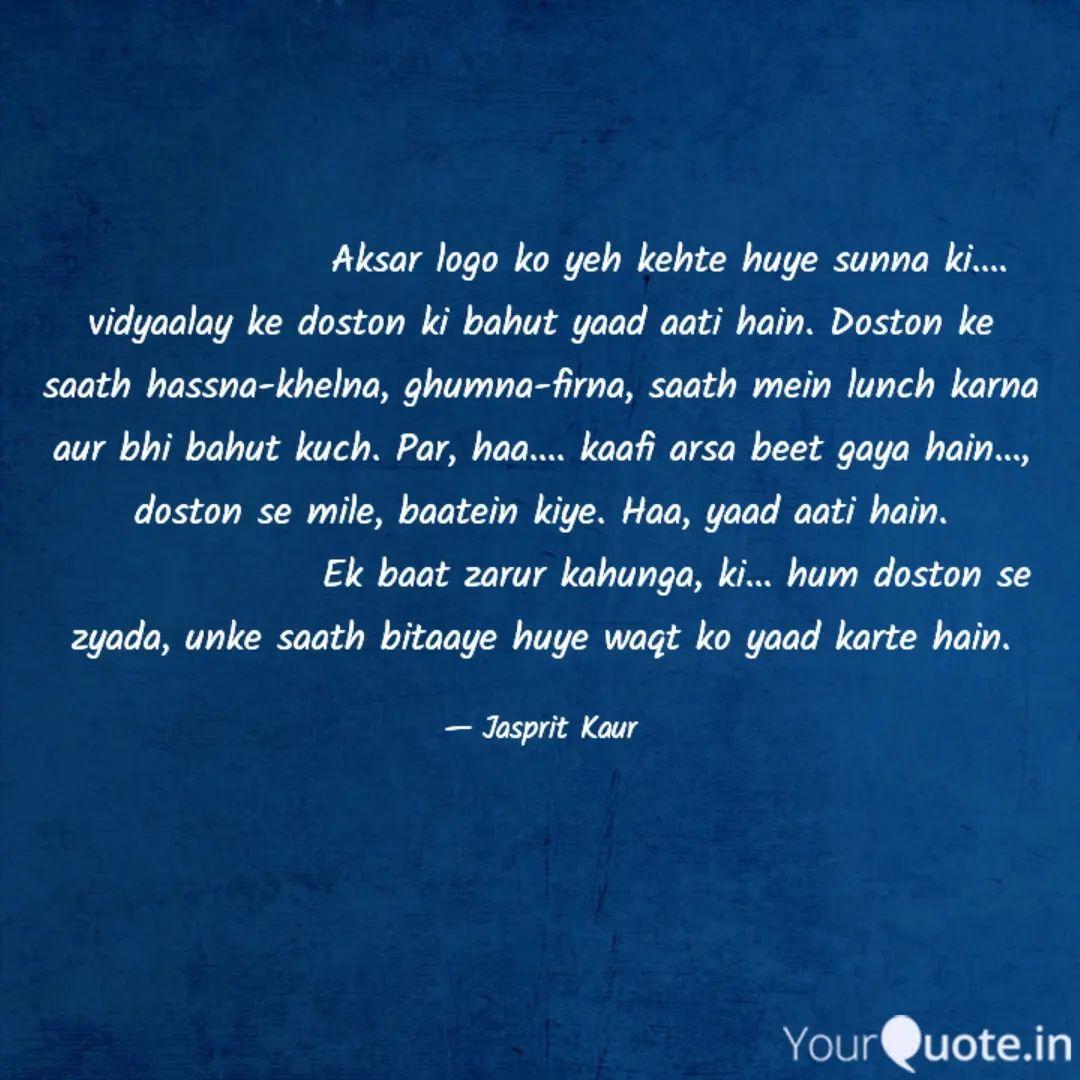 Aksar logo ko yeh kehte huye sunna ki....
vidyaalay ke doston ki bahut yaad aati hain. Doston ke
saath hassna-khelna, ghumna-firna, saath mein lunch karna
aur bhi bahut kuch. Par, haa.... kaafi arsa beet gaya hain...,
doston se mile, baatein kiye. Haa, yaad aati hain.
Ek baat zarur kahunga, ki... hum doston se
zyada, unke saath bitaaye huye waqt ko yaad karte hain.
— Jasprit Kaur
YourQuote.in